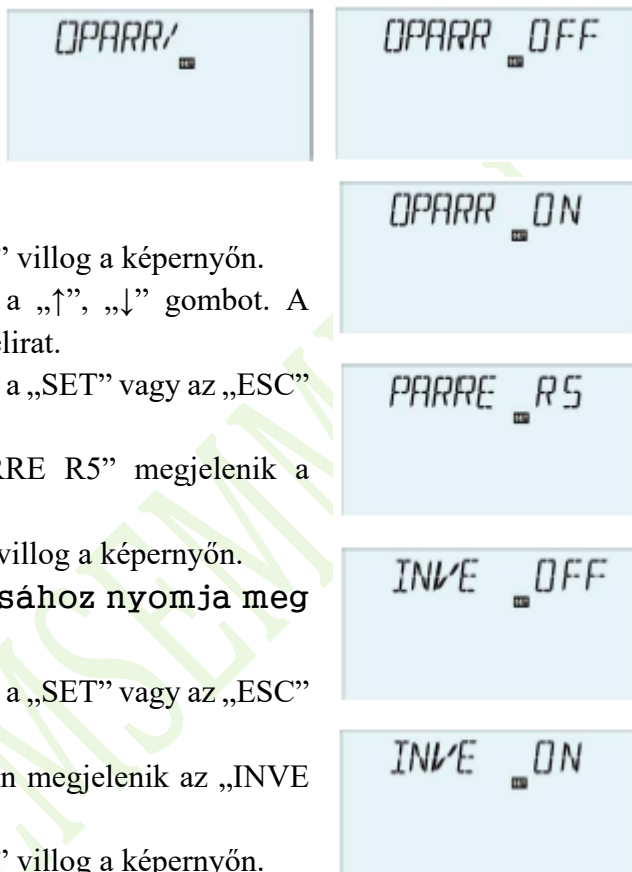 OPARR/
OPARR OFF
OPARR ON
” villog a képernyőn.
a „↑”, „↓” gombot. A
lirat.
a „SET” vagy az „ESC”
PARRE R5
RRE R5” megjelenik a
villog a képernyőn.
INVE OFF
sához nyomja meg
a „SET” vagy az „ESC”
n megjelenik az „INVE
INVE ON
” villog a képernyőn.